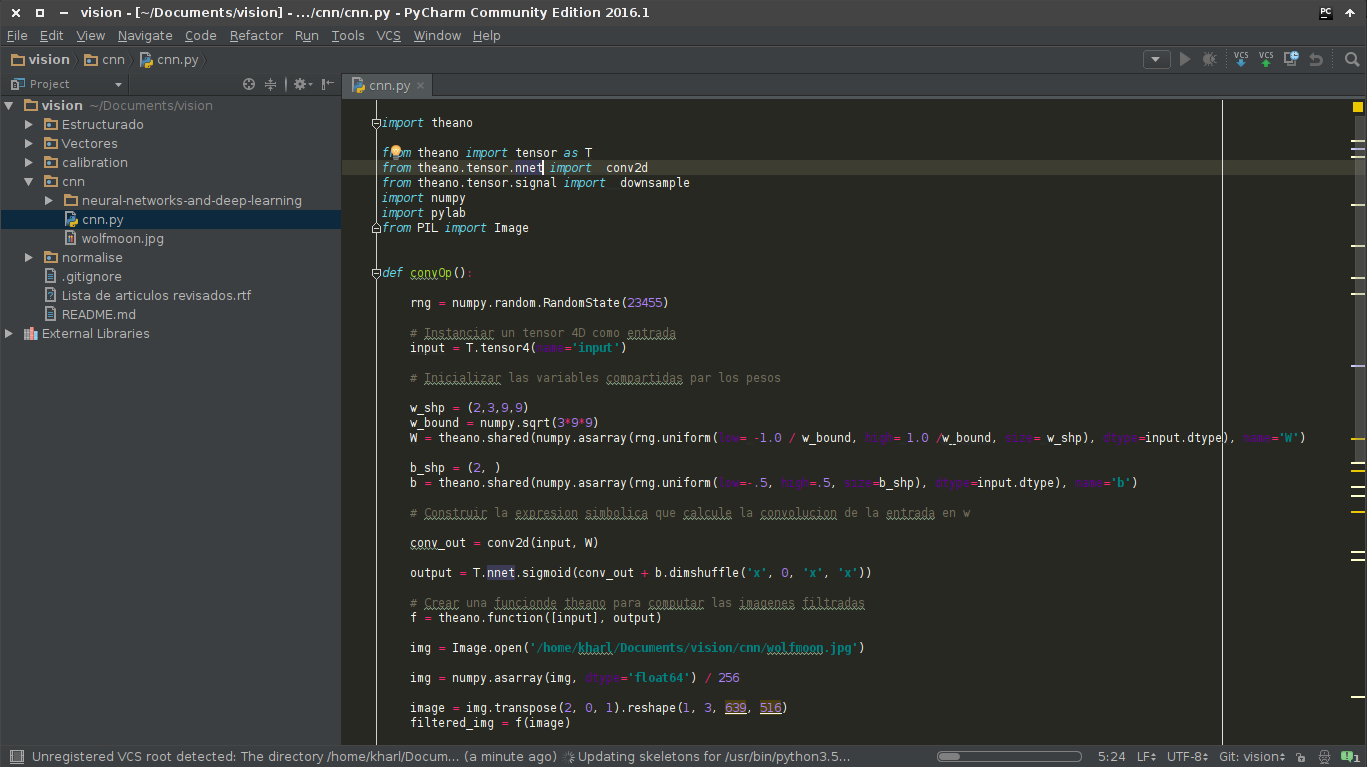 vision - [~/Documents/vision] - .../cnn/cnn.py - PyCharm Community Edition 2016.1
PC
File Edit View Navigate Code Refactor Run Tools VCS Window Help
vision cnn cnn.py
VCS VCS
Project
cnn.py
vision ~/Documents/vision
Estructurado
Vectores
calibration
cnn
neural-networks-and-deep-learning
cnn.py
wolfmoon.jpg
normalise
.gitignore
Lista de articulos revisados.rtf
README.md
External Libraries
import theano
from theano import tensor as T
from theano.tensor.nnet import conv2d
from theano.tensor.signal import downsample
import numpy
import pylab
from PIL import Image
def convOp():
rng = numpy.random.RandomState(23455)
# Instanciar un tensor 4D como entrada
input = T.tensor4(name='input')
# Inicializar las variables compartidas par los pesos
w_shp = (2,3,9,9)
w_bound = numpy.sqrt(3*9*9)
W = theano.shared(numpy.asarray(rng.uniform(low= -1.0 / w_bound, high= 1.0 /w_bound, size= w_shp), dtype=input.dtype), name='W')
b_shp = (2, )
b = theano.shared(numpy.asarray(rng.uniform(low=-.5, high=.5, size=b_shp), dtype=input.dtype), name='b')
# Construir la expresion simbolica que calcule la convolucion de la entrada en w
conv_out = conv2d(input, W)
output = T.nnet.sigmoid(conv_out + b.dimshuffle('x', 0, 'x', 'x'))
# Crear una funcionde theano para computar las imagenes filtradas
f = theano.function([input], output)
img = Image.open('/home/kharl/Documents/vision/cnn/wolfmoon.jpg')
img = numpy.asarray(img, dtype='float64') / 256
image = img.transpose(2, 0, 1).reshape(1, 3, 639, 516)
filtered_img = f(image)
Unregistered VCS root detected: The directory /home/kharl/Docum... (a minute ago) Updating skeletons for /usr/bin/python3.5... 5:24 LF UTF-8 Git: vision 1